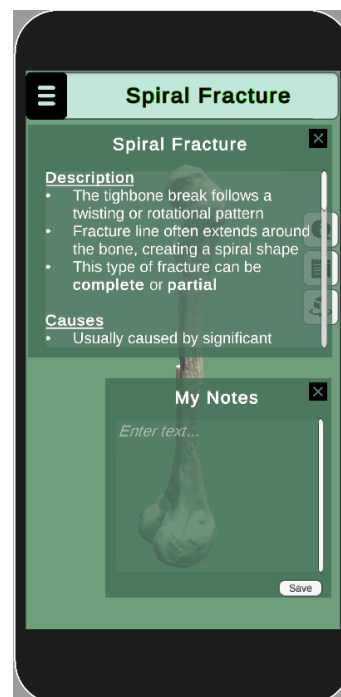 Spiral Fracture
Spiral Fracture
Description
• The tighbone break follows a
twisting or rotational pattern
• Fracture line often extends around
the bone, creating a spiral shape
• This type of fracture can be
complete or partial
Causes
• Usually caused by significant
My Notes
Enter text...
Save